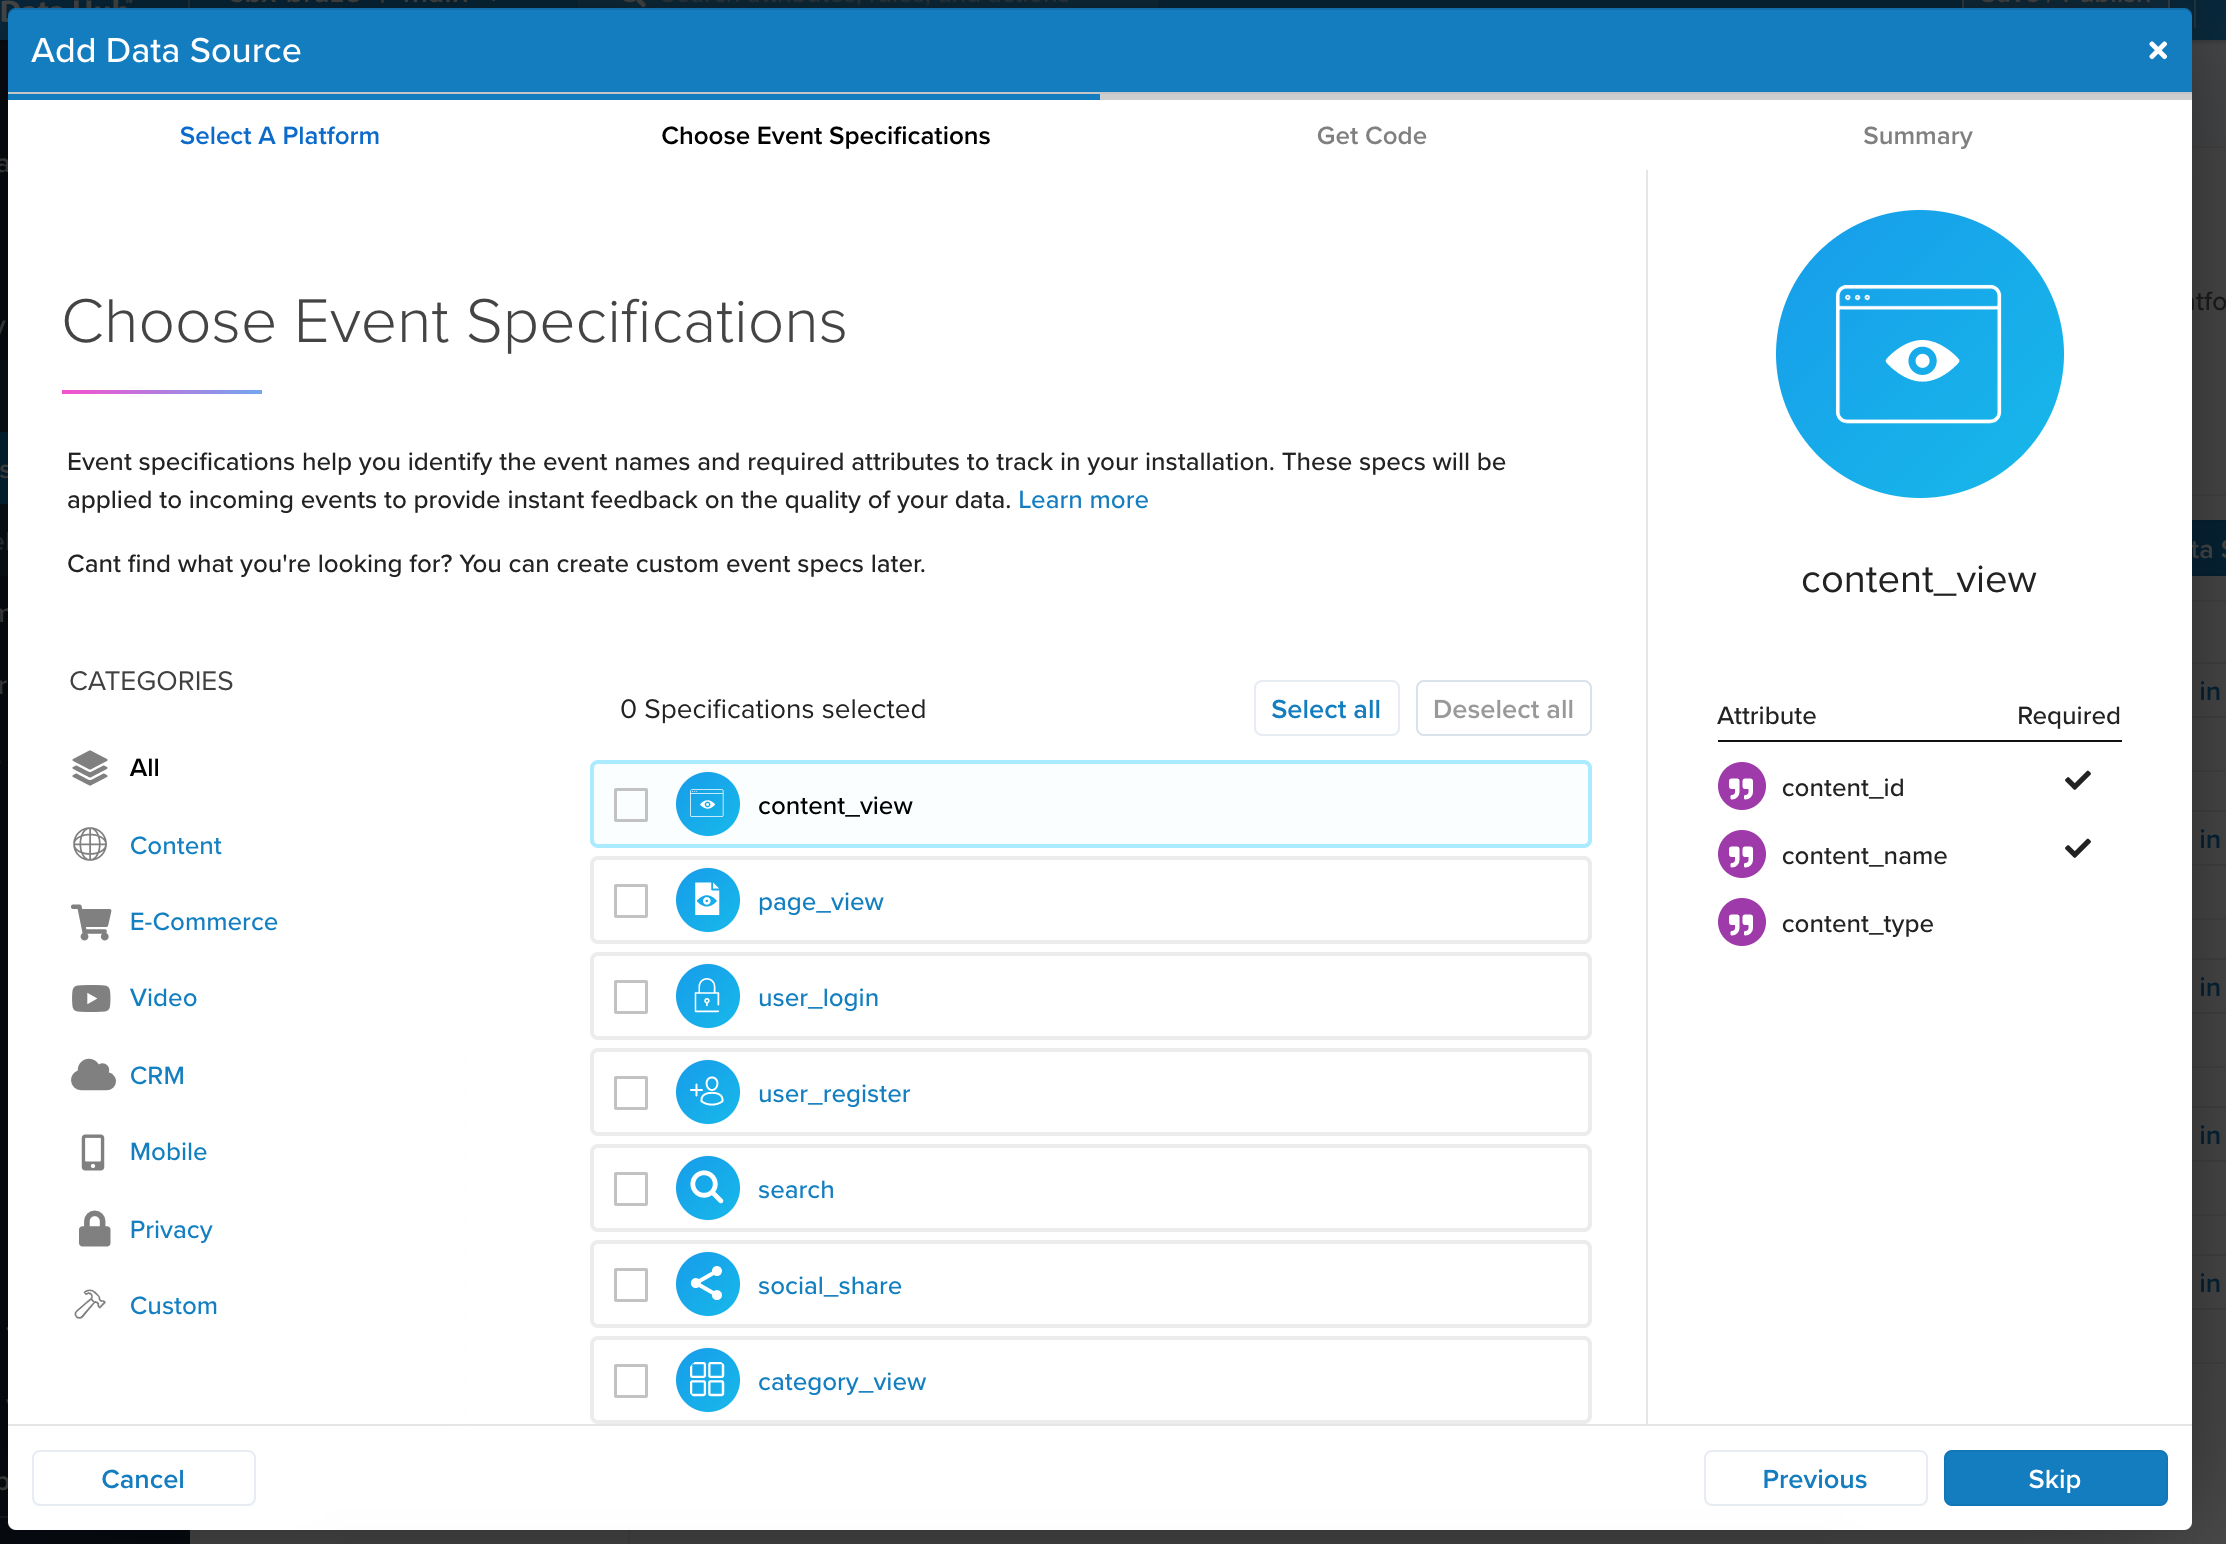 Add Data Source
Select A Platform
Choose Event Specifications
Get Code
Summary
Choose Event Specifications
Event specifications help you identify the event names and required attributes to track in your installation. These specs will be
applied to incoming events to provide instant feedback on the quality of your data. Learn more
Cant find what you're looking for? You can create custom event specs later.
CATEGORIES
All
Content
E-Commerce
Video
CRM
Mobile
Privacy
Custom
0 Specifications selected
Select all
Deselect all
content_view
page_view
user_login
user_register
search
social_share
category_view
content_view
Attribute Required
content_id
content_name
content_type
in
in
in
in
in
Cancel
Previous
Skip